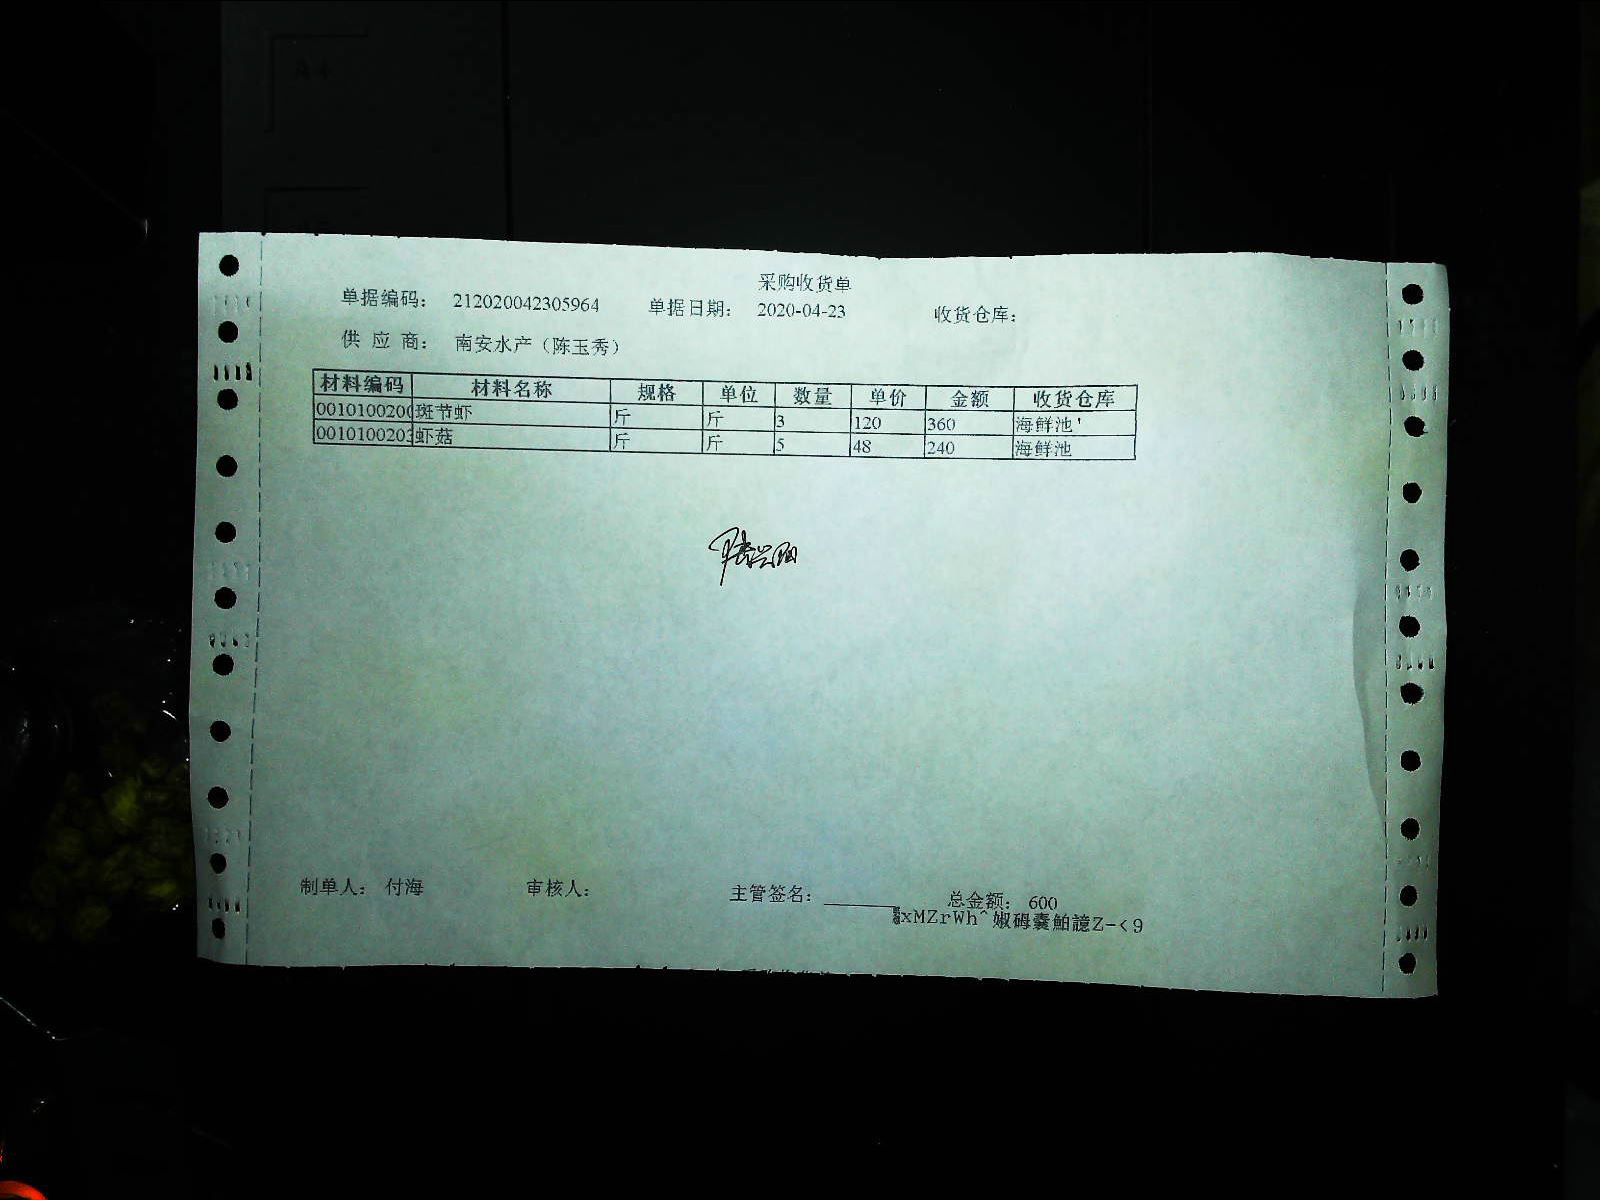 采购收货单
单据编码： 212020042305964 单据日期： 2020-04-23 收货仓库：
供 应 商： 南安水产（陈玉秀）
材料编码 材料名称 规格 单位 数量 单价 金额 收货仓库
0010100200 斑节虾 斤 斤 3 120 360 海鲜池'
0010100203 虾菇 斤 斤 5 48 240 海鲜池
制单人： 付海 审核人： 主管签名： 总金额： 600
xMZrWh^
Z-<9